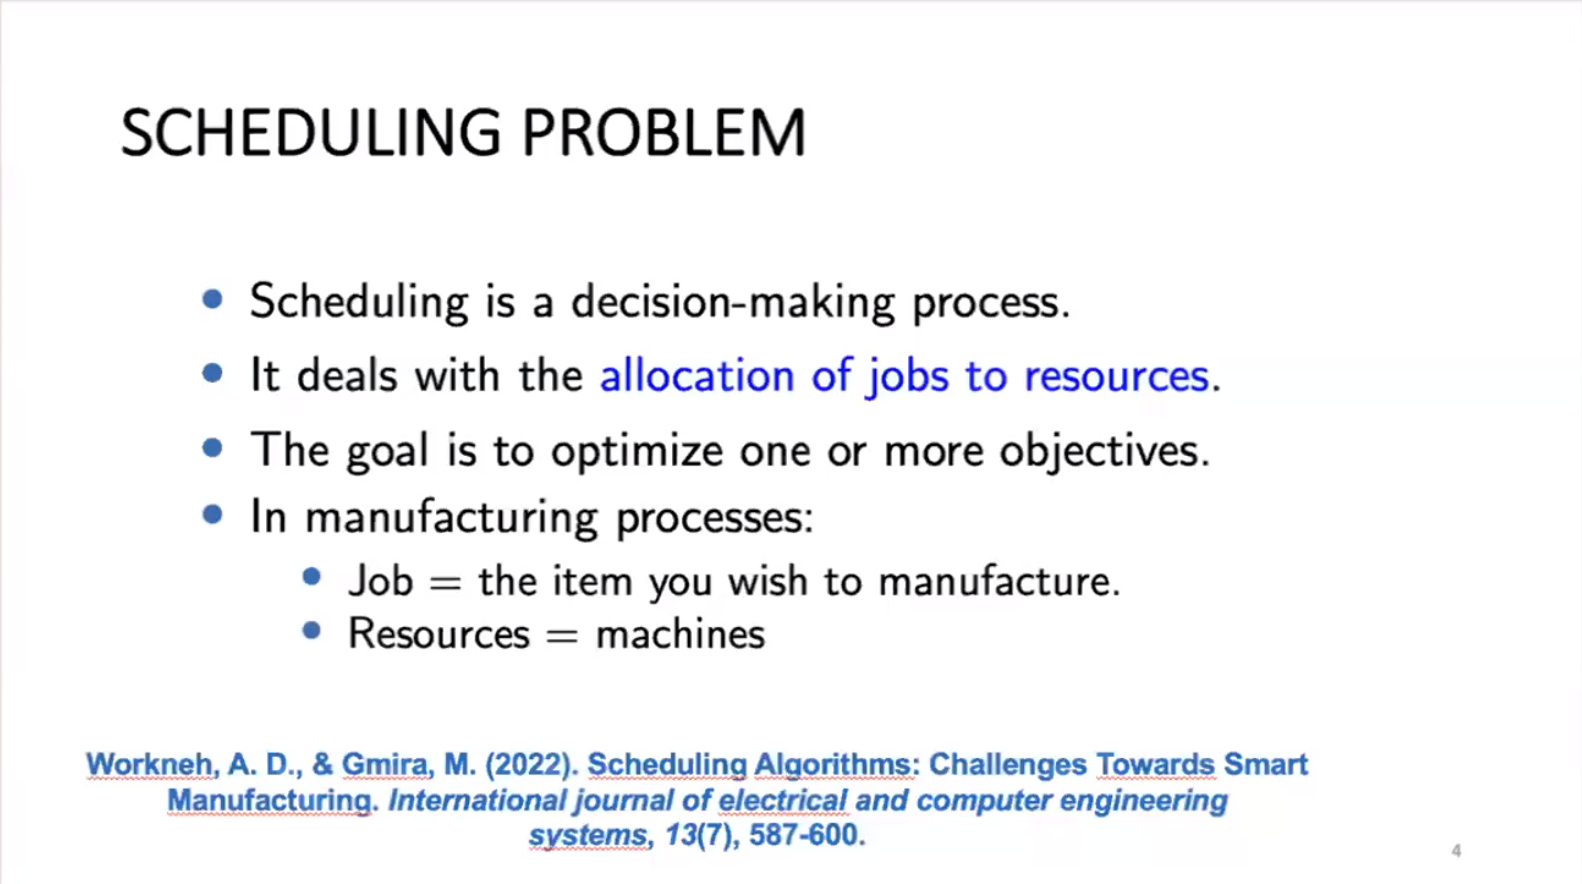 SCHEDULING PROBLEM
• Scheduling is a decision-making process.
• It deals with the allocation of jobs to resources.
• The goal is to optimize one or more objectives.
• In manufacturing processes:
• Job = the item you wish to manufacture.
• Resources = machines
Workneh, A. D., & Gmira, M. (2022). Scheduling Algorithms: Challenges Towards Smart
Manufacturing. International journal of electrical and computer engineering
systems, 13(7), 587-600.
4